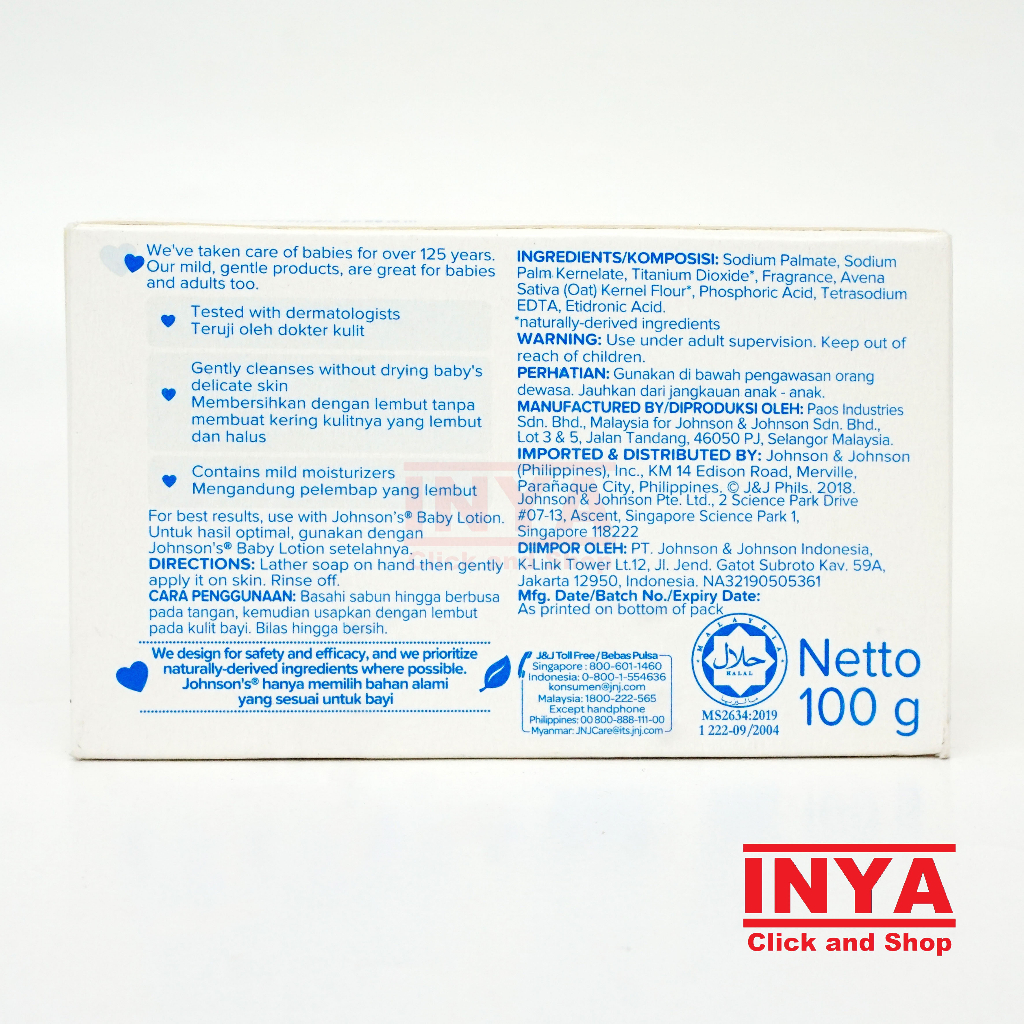 We've taken care of babies for over 125 years.
Our mild, gentle products, are great for babies
and adults too.
Tested with dermatologists
Teruji oleh dokter kulit
Gently cleanses without drying baby's
delicate skin
Membersihkan dengan lembut tanpa
membuat kering kulitnya yang lembut
dan halus
Contains mild moisturizers
Mengandung pelembap yang lembut
For best results, use with Johnson's® Baby Lotion.
Untuk hasil optimal, gunakan dengan
Johnson's® Baby Lotion setelahnya.
DIRECTIONS: Lather soap on hand then gently
apply it on skin. Rinse off.
CARA PENGGUNAAN: Basahi sabun hingga berbusa
pada tangan, kemudian usapkan dengan lembut
pada kulit bayi. Bilas hingga bersih.
We design for safety and efficacy, and we prioritize
naturally-derived ingredients where possible.
Johnson's® hanya memilih bahan alami
yang sesuai untuk bayi
INGREDIENTS/KOMPOSISI: Sodium Palmate, Sodium
Palm Kernelate, Titanium Dioxide*, Fragrance, Avena
Sativa (Oat) Kernel Flour*, Phosphoric Acid, Tetrasodium
EDTA, Etidronic Acid.
*naturally-derived ingredients
WARNING: Use under adult supervision. Keep out of
reach of children.
PERHATIAN: Gunakan di bawah pengawasan orang
dewasa. Jauhkan dari jangkauan anak - anak.
MANUFACTURED BY/DIPRODUKSI OLEH: Paos Industries
Sdn. Bhd., Malaysia for Johnson & Johnson Sdn. Bhd.,
Lot 3 & 5, Jalan Tandang, 46050 PJ, Selangor Malaysia.
IMPORTED & DISTRIBUTED BY: Johnson & Johnson
(Philippines), Inc., KM 14 Edison Road, Merville,
Parañaque City, Philippines. © J&J Phils. 2018.
Johnson & Johnson Pte. Ltd., 2 Science Park Drive
#07-13, Ascent, Singapore Science Park 1,
Singapore 118222
DIIMPOR OLEH: PT. Johnson & Johnson Indonesia,
K-Link Tower Lt.12, Jl. Jend. Gatot Subroto Kav. 59A,
Jakarta 12950, Indonesia. NA32190505361
Mfg. Date/Batch No./Expiry Date:
As printed on bottom of pack
J&J Toll Free/Bebas Pulsa
Singapore : 800-601-1460
Indonesia: 0-800-1-554636
konsumen@jnj.com
Malaysia: 1800-222-565
Except handphone
Philippines: 00 800-888-111-00
Myanmar: JNJCare@its.jnj.com
MALAYSIA
حلال
HALAL
ماليزيا
MS2634:2019
1 222-09/2004
Netto
100 g
INYA
Click and Shop
INYA
Click and Shop